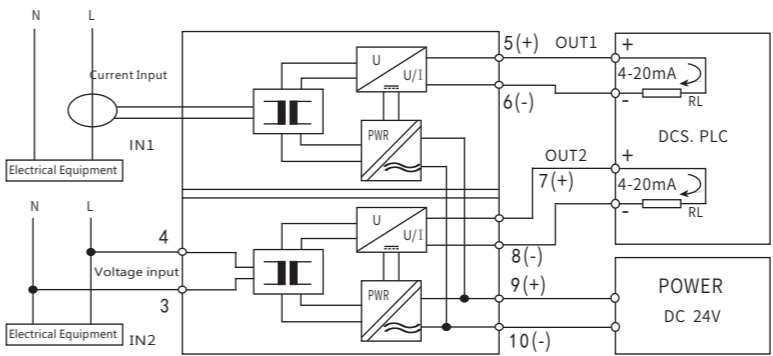 N
L
Current Input
IN1
Electrical Equipment
U
U/I
PWR
5(+)
OUT1
6(-)
+
4-20mA
-
RL
DCS. PLC
OUT2
7(+)
+
4-20mA
-
RL
8(-)
N
L
4
Voltage input
3
Electrical Equipment
IN2
U
U/I
PWR
9(+)
10(-)
POWER
DC 24V